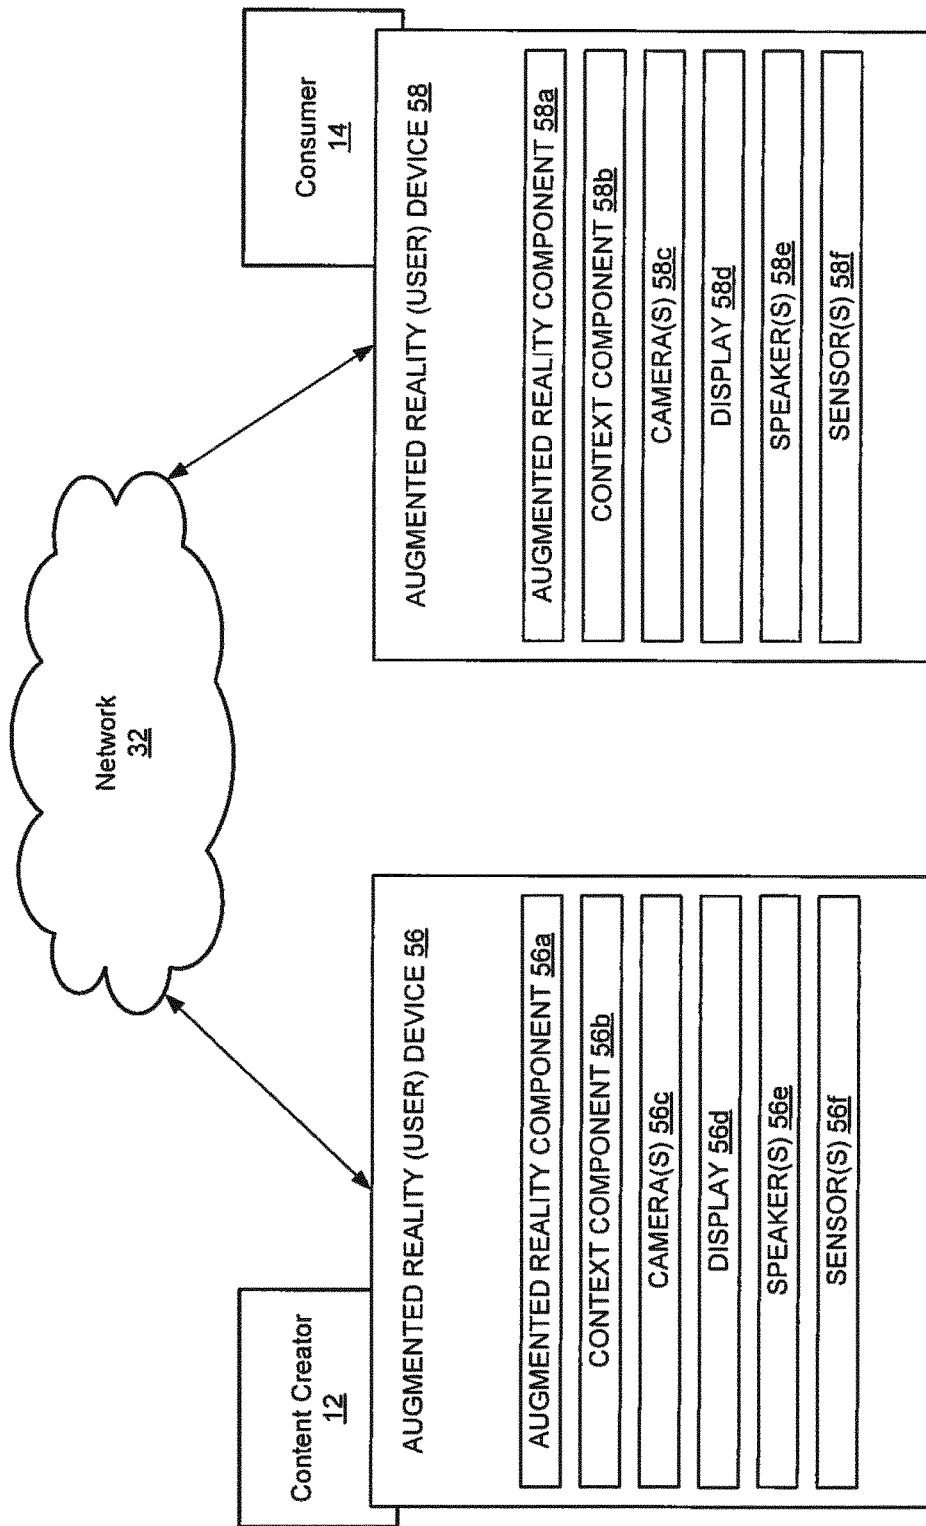 Network
32
Content Creator
12
AUGMENTED REALITY (USER) DEVICE 56
AUGMENTED REALITY COMPONENT 56a
CONTEXT COMPONENT 56b
CAMERA(S) 56c
DISPLAY 56d
SPEAKER(S) 56e
SENSOR(S) 56f
Consumer
14
AUGMENTED REALITY (USER) DEVICE 58
AUGMENTED REALITY COMPONENT 58a
CONTEXT COMPONENT 58b
CAMERA(S) 58c
DISPLAY 58d
SPEAKER(S) 58e
SENSOR(S) 58f